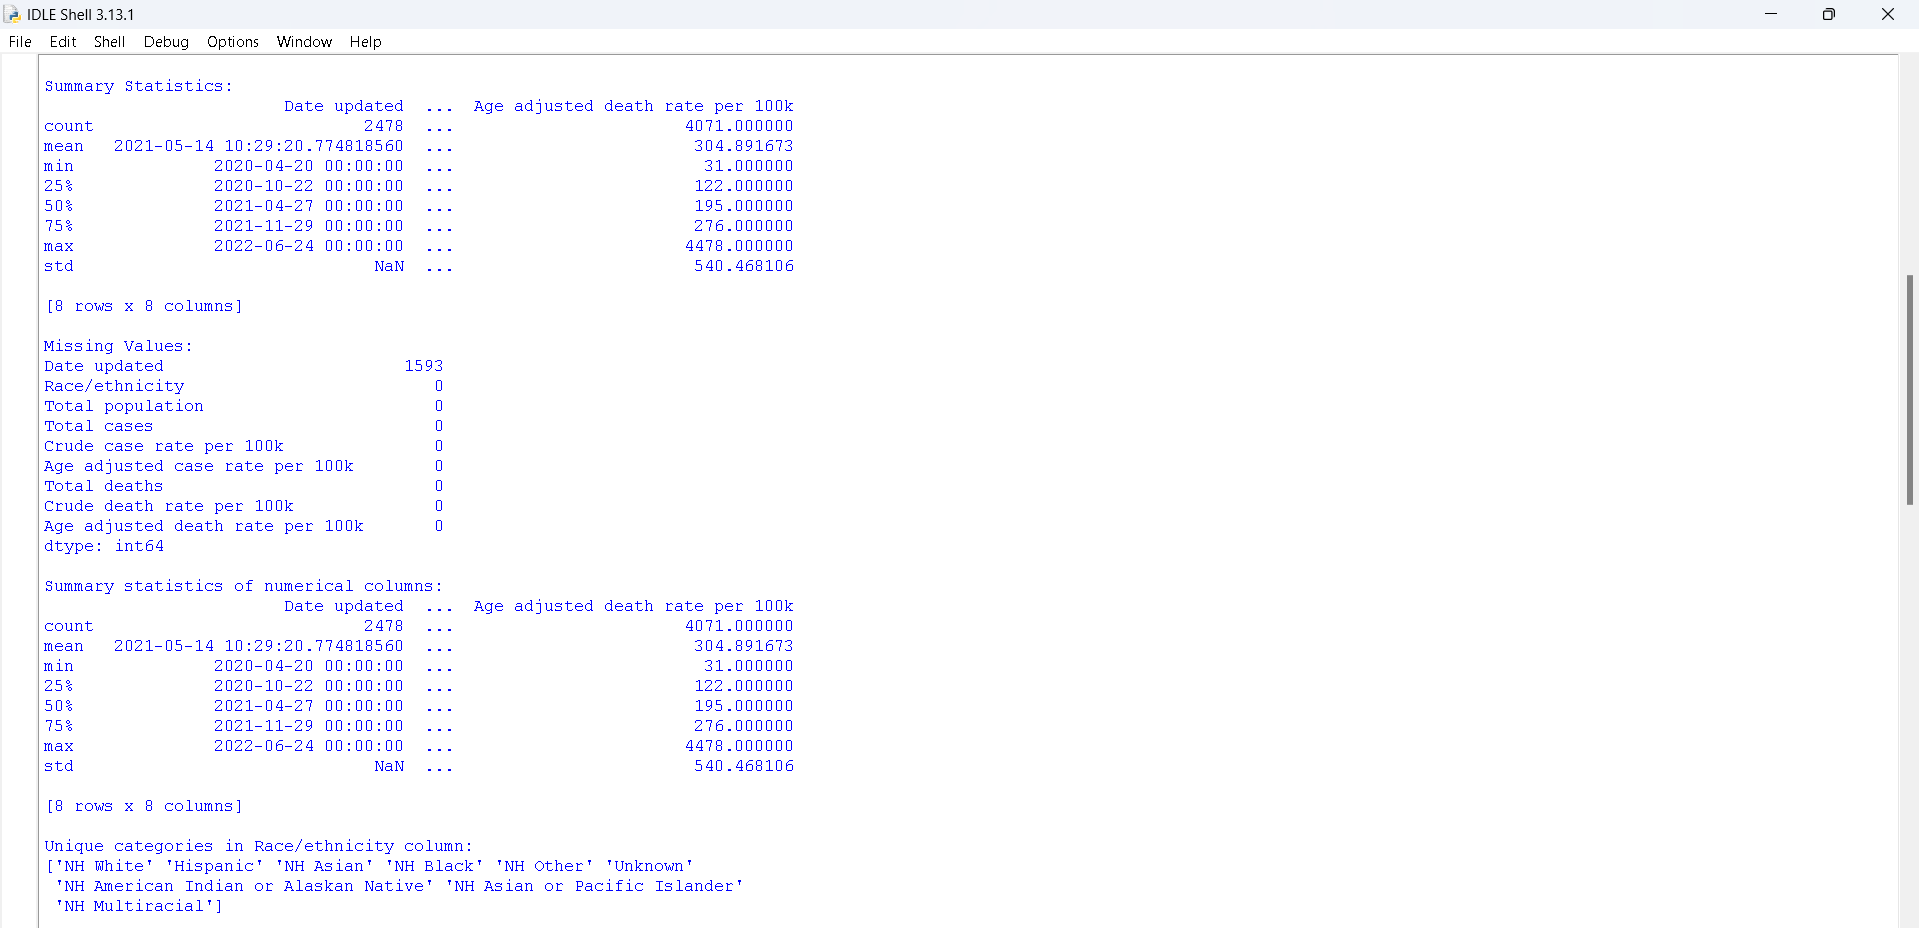 IDLE Shell 3.13.1
File Edit Shell Debug Options Window Help
Summary Statistics:
Date updated ... Age adjusted death rate per 100k
count 2478 ... 4071.000000
mean 2021-05-14 10:29:20.774818560 ... 304.891673
min 2020-04-20 00:00:00 ... 31.000000
25% 2020-10-22 00:00:00 ... 122.000000
50% 2021-04-27 00:00:00 ... 195.000000
75% 2021-11-29 00:00:00 ... 276.000000
max 2022-06-24 00:00:00 ... 4478.000000
std NaN ... 540.468106
[8 rows x 8 columns]
Missing Values:
Date updated 1593
Race/ethnicity 0
Total population 0
Total cases 0
Crude case rate per 100k 0
Age adjusted case rate per 100k 0
Total deaths 0
Crude death rate per 100k 0
Age adjusted death rate per 100k 0
dtype: int64
Summary statistics of numerical columns:
Date updated ... Age adjusted death rate per 100k
count 2478 ... 4071.000000
mean 2021-05-14 10:29:20.774818560 ... 304.891673
min 2020-04-20 00:00:00 ... 31.000000
25% 2020-10-22 00:00:00 ... 122.000000
50% 2021-04-27 00:00:00 ... 195.000000
75% 2021-11-29 00:00:00 ... 276.000000
max 2022-06-24 00:00:00 ... 4478.000000
std NaN ... 540.468106
[8 rows x 8 columns]
Unique categories in Race/ethnicity column:
['NH White' 'Hispanic' 'NH Asian' 'NH Black' 'NH Other' 'Unknown'
'NH American Indian or Alaskan Native' 'NH Asian or Pacific Islander'
'NH Multiracial']